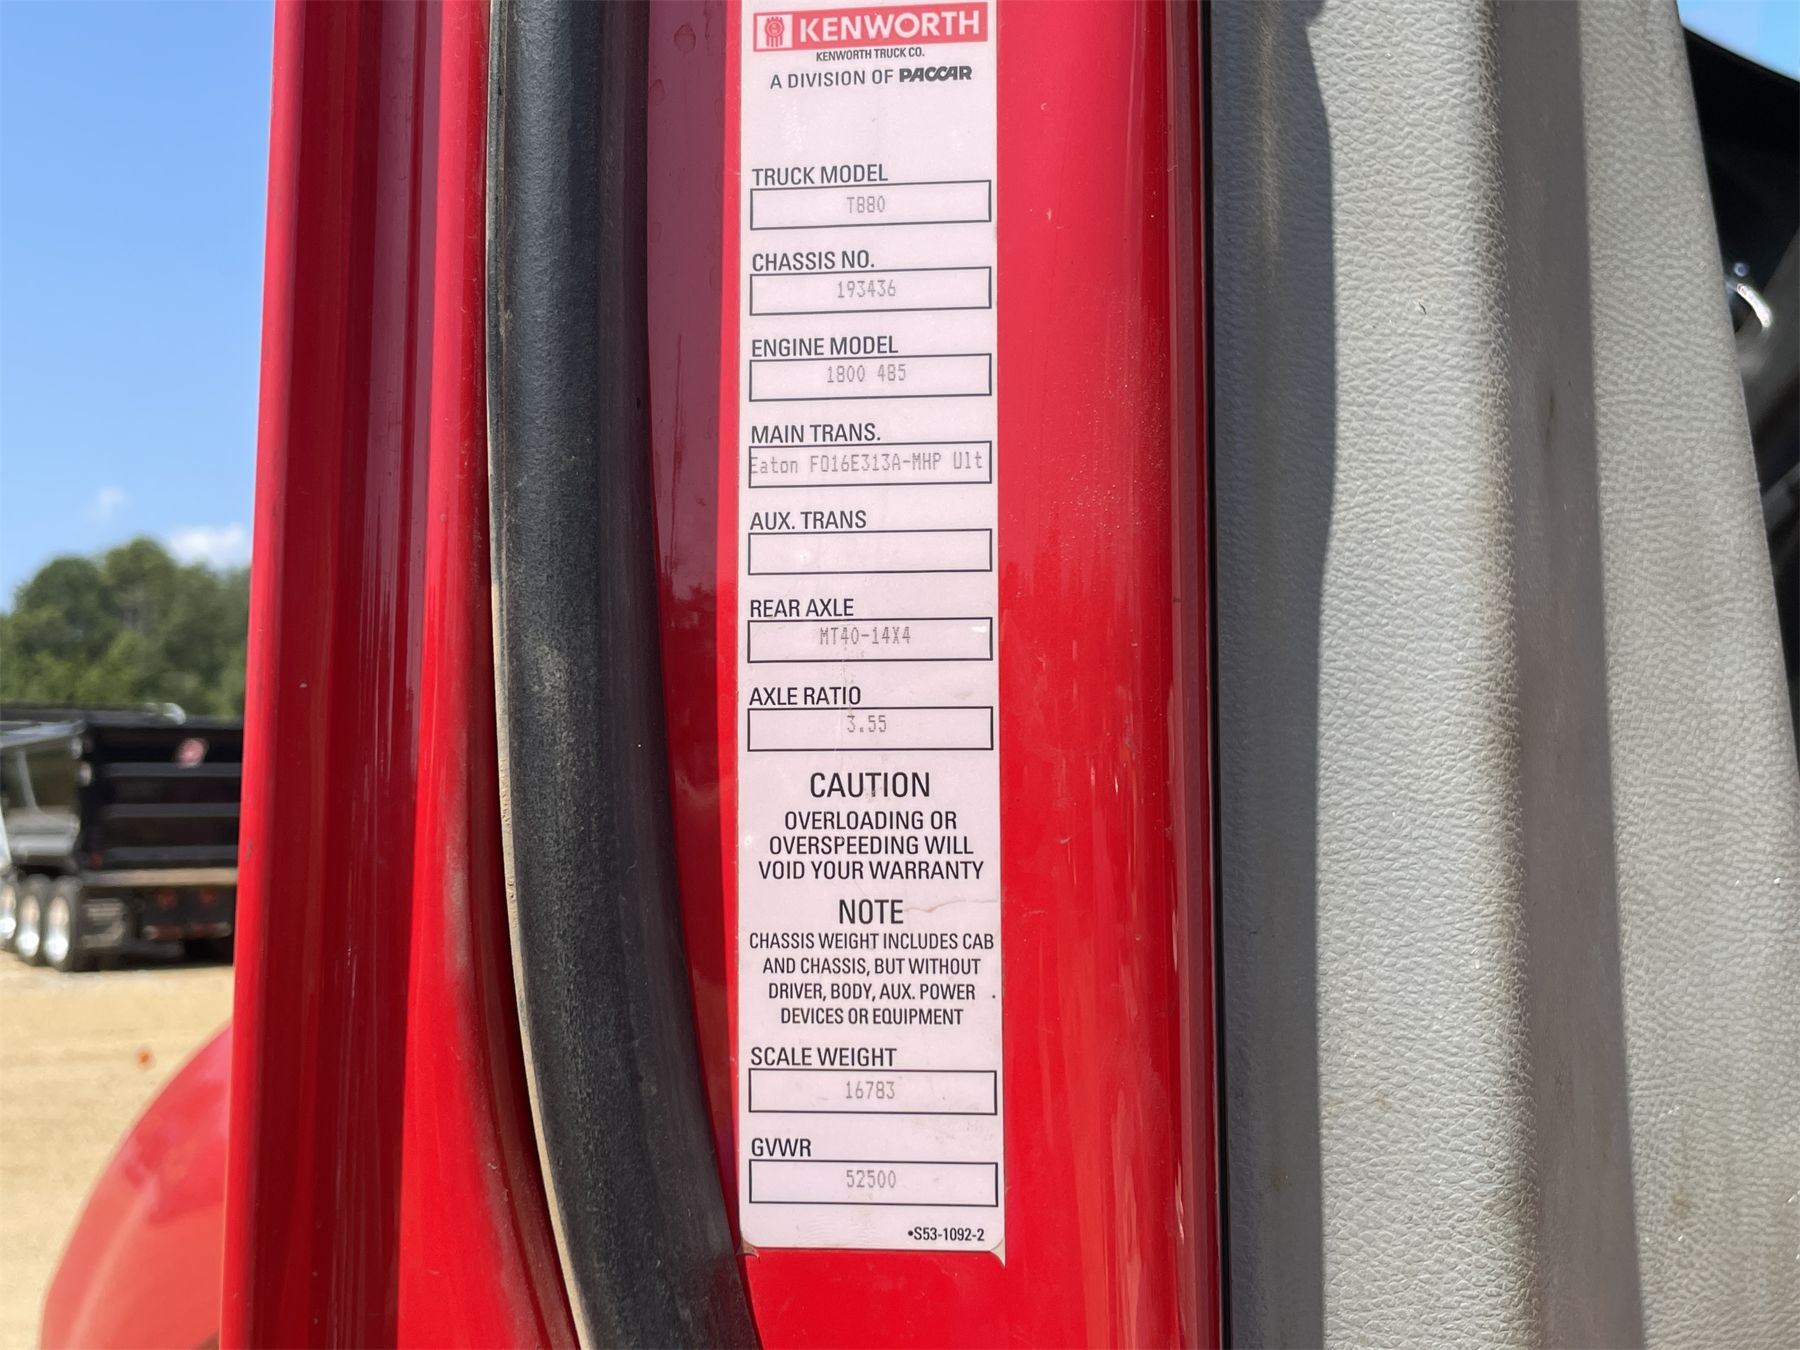 KENWORTH
KENWORTH TRUCK CO.
A DIVISION OF PACCAR
TRUCK MODEL
T880
CHASSIS NO.
193436
ENGINE MODEL
1800 485
MAIN TRANS.
Eaton FO16E313A-MHP Ult
AUX. TRANS
REAR AXLE
MT40-14X4
AXLE RATIO
3.55
CAUTION
OVERLOADING OR
OVERSPEEDING WILL
VOID YOUR WARRANTY
NOTE
CHASSIS WEIGHT INCLUDES CAB
AND CHASSIS, BUT WITHOUT
DRIVER, BODY, AUX. POWER
DEVICES OR EQUIPMENT
SCALE WEIGHT
16783
GVWR
52500
•S53-1092-2